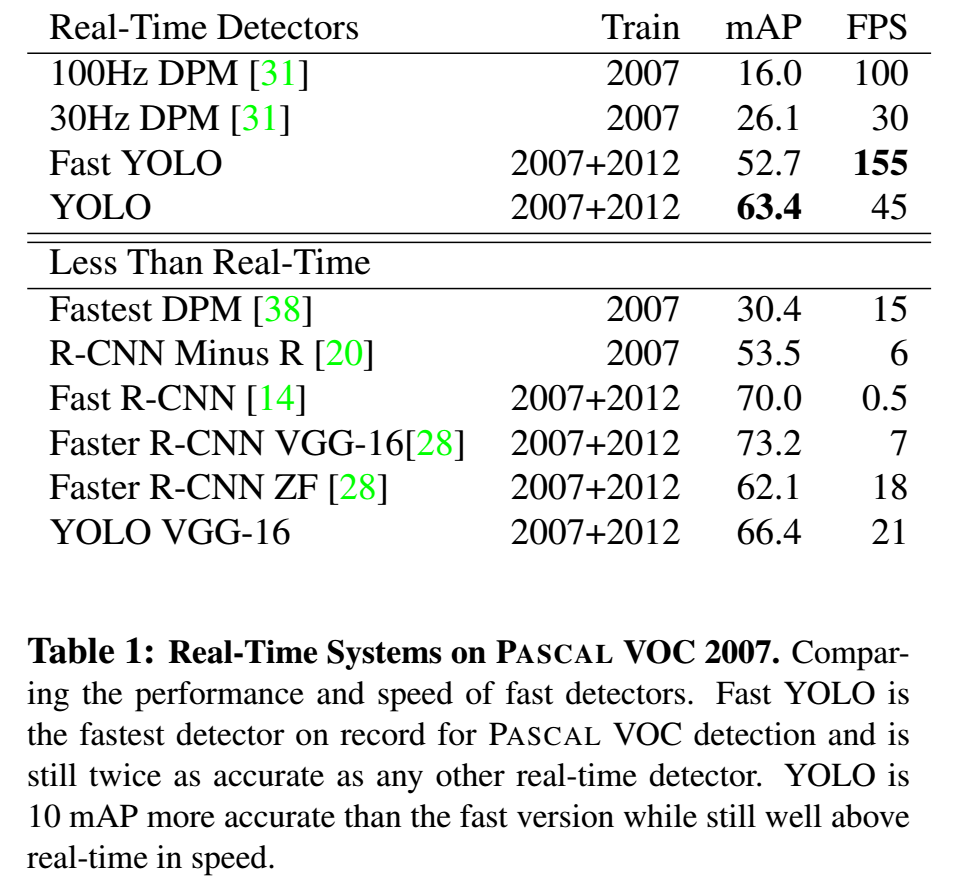 Real-Time Detectors Train mAP FPS
100Hz DPM [31] 2007 16.0 100
30Hz DPM [31] 2007 26.1 30
Fast YOLO 2007+2012 52.7 155
YOLO 2007+2012 63.4 45
Less Than Real-Time
Fastest DPM [38] 2007 30.4 15
R-CNN Minus R [20] 2007 53.5 6
Fast R-CNN [14] 2007+2012 70.0 0.5
Faster R-CNN VGG-16[28] 2007+2012 73.2 7
Faster R-CNN ZF [28] 2007+2012 62.1 18
YOLO VGG-16 2007+2012 66.4 21
Table 1: Real-Time Systems on PASCAL VOC 2007. Compar-
ing the performance and speed of fast detectors. Fast YOLO is
the fastest detector on record for PASCAL VOC detection and is
still twice as accurate as any other real-time detector. YOLO is
10 mAP more accurate than the fast version while still well above
real-time in speed.